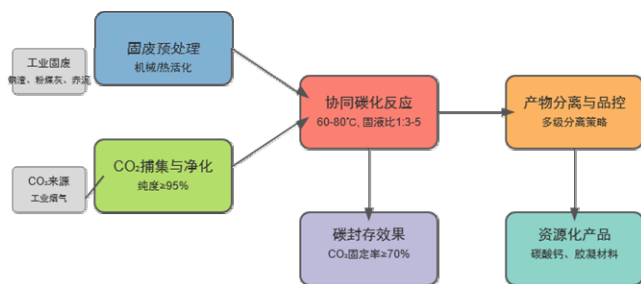 工业固废
钢渣、粉煤灰、赤泥
固废预处理
机械/热活化
CO₂来源
工业烟气
CO₂捕集与净化
纯度≥95%
协同碳化反应
60-80℃, 固液比1:3-5
产物分离与品控
多级分离策略
碳封存效果
CO₂固定率≥70%
资源化产品
碳酸钙、胶凝材料